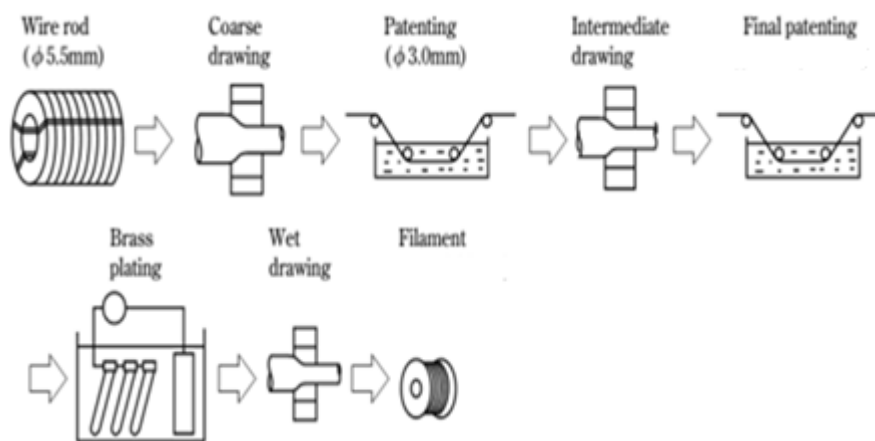 Wire rod
(φ5.5mm)
Coarse
drawing
Patenting
(φ3.0mm)
Intermediate
drawing
Final patenting
Brass
plating
Wet
drawing
Filament